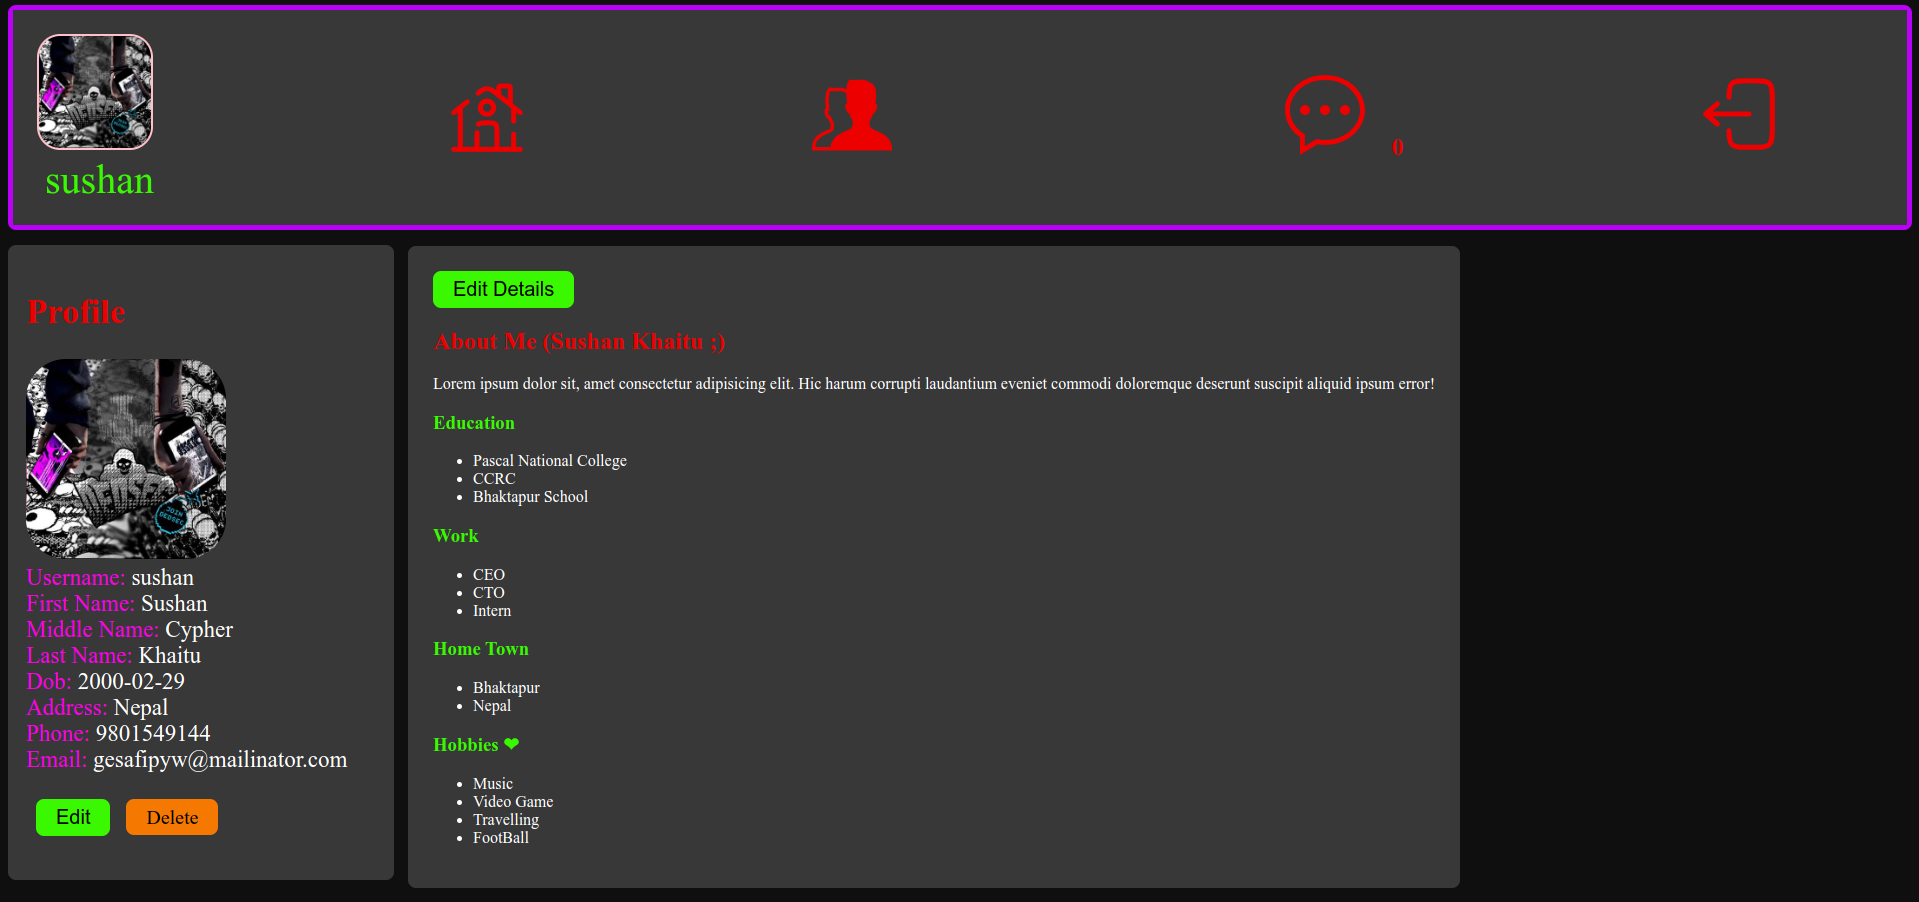 sushan
0
Profile
DEDSEC
JOIN
DEDSEC
Username: sushan
First Name: Sushan
Middle Name: Cypher
Last Name: Khaitu
Dob: 2000-02-29
Address: Nepal
Phone: 9801549144
Email: gesafipyw@mailinator.com
Edit
Delete
Edit Details
About Me (Sushan Khaitu ;)
Lorem ipsum dolor sit, amet consectetur adipisicing elit. Hic harum corrupti laudantium eveniet commodi doloremque deserunt suscipit aliquid ipsum error!
Education
Pascal National College
CCRC
Bhaktapur School
Work
CEO
CTO
Intern
Home Town
Bhaktapur
Nepal
Hobbies ❤
Music
Video Game
Travelling
FootBall